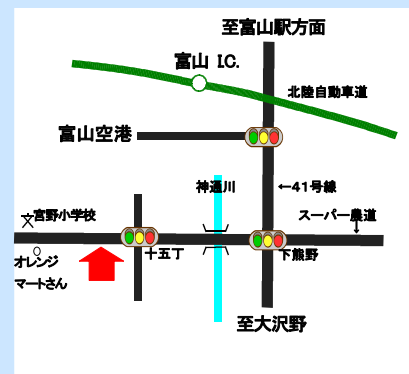 至富山駅方面
富山 IC.
北陸自動車道
富山空港
神通川
←41号線
宮野小学校
スーパー農道
オレンジ
マートさん
十五丁
下熊野
至大沢野